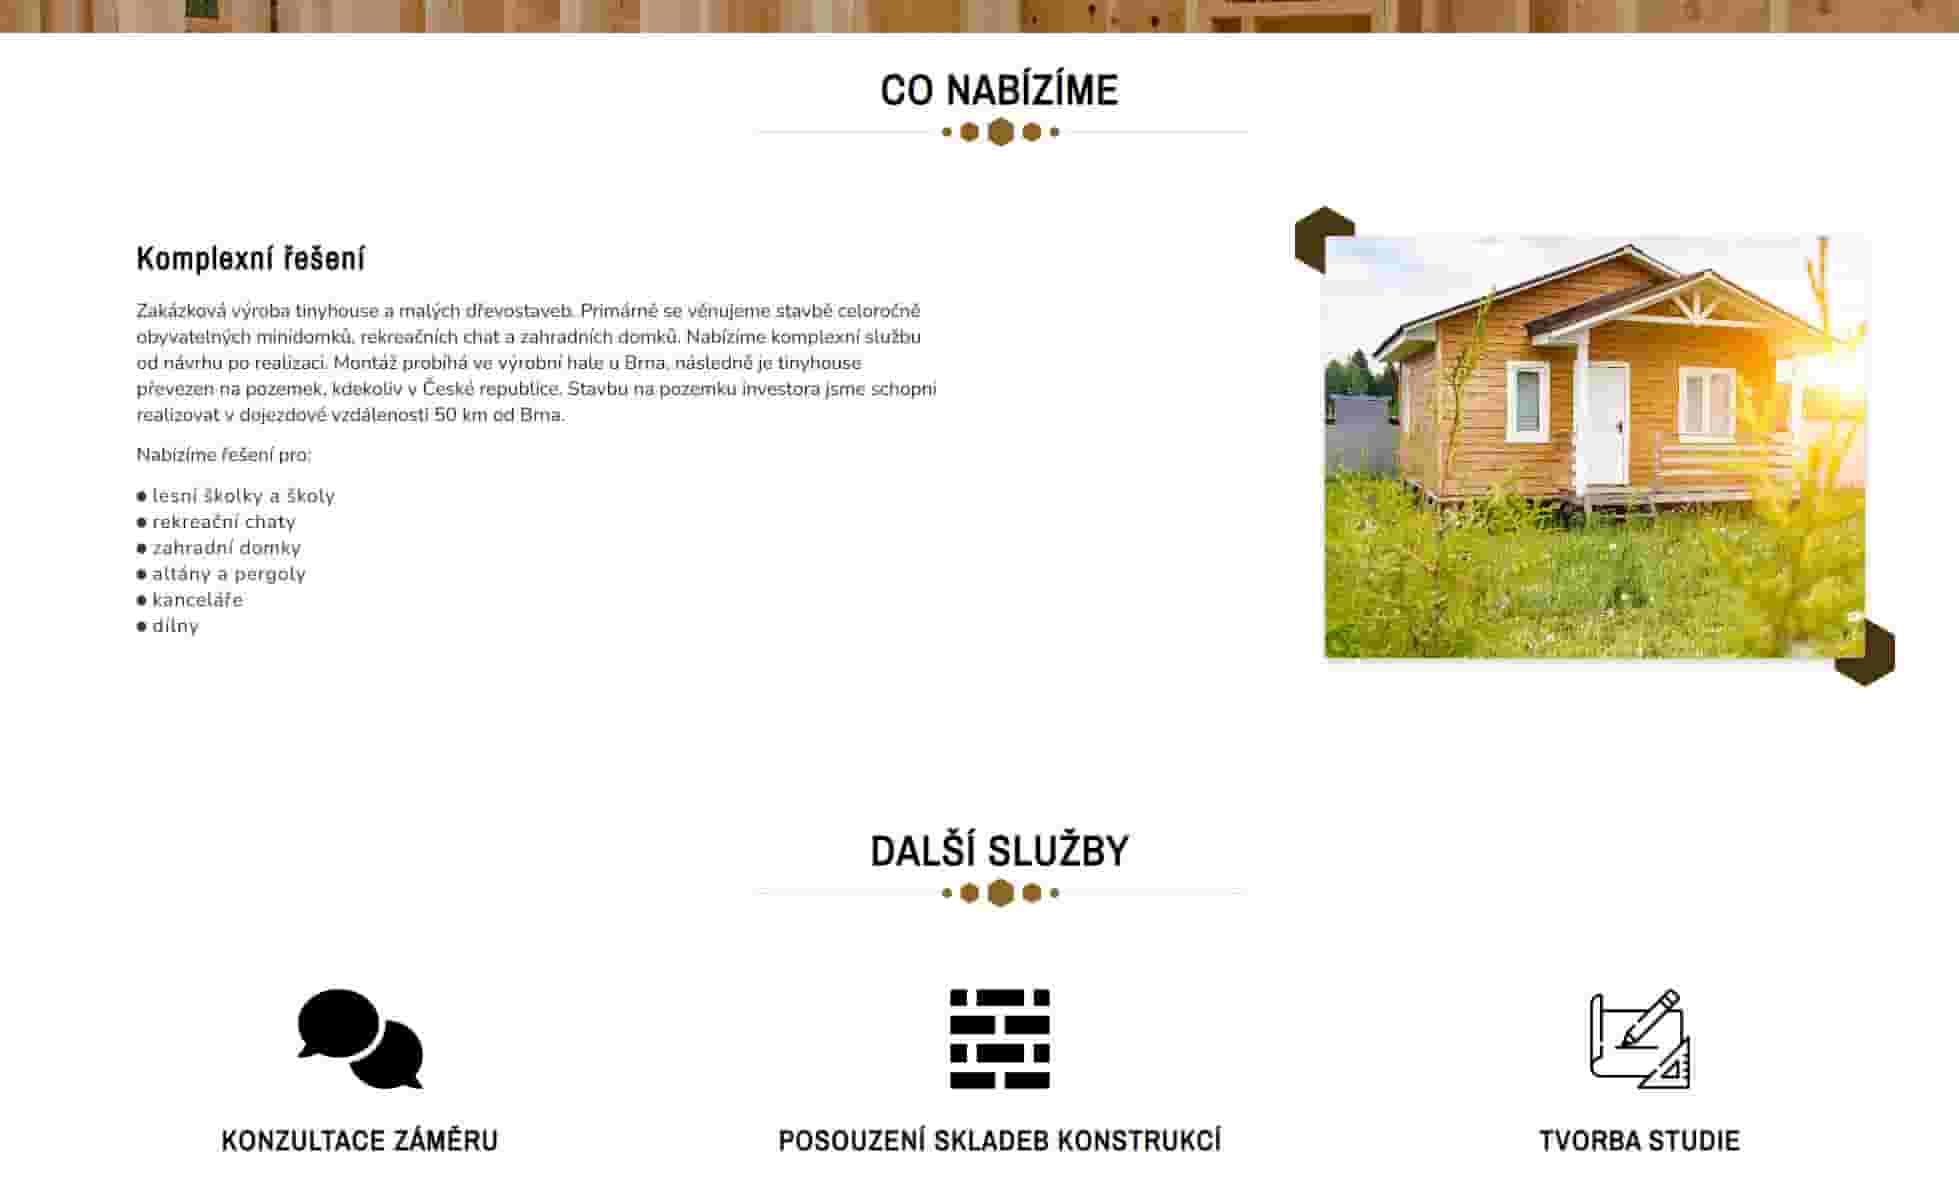 CO NABÍZÍME
Komplexní řešení
Zakázková výroba tinyhouse a malých dřevostaveb. Primárně se věnujeme stavbě celoročně
obyvatelných minidomků, rekreačních chat a zahradních domků. Nabízíme komplexní službu
od návrhu po realizaci. Montáž probíhá ve výrobní hale u Brna, následně je tinyhouse
převezen na pozemek, kdekoliv v České republice. Stavbu na pozemku investora jsme schopni
realizovat v dojezdové vzdálenosti 50 km od Brna.
Nabízíme řešení pro:
● lesní školky a školy
● rekreační chaty
● zahradní domky
● altány a pergoly
● kanceláře
● dílny
DALŠÍ SLUŽBY
KONZULTACE ZÁMĚRU
POSOUZENÍ SKLADEB KONSTRUKCÍ
TVORBA STUDIE